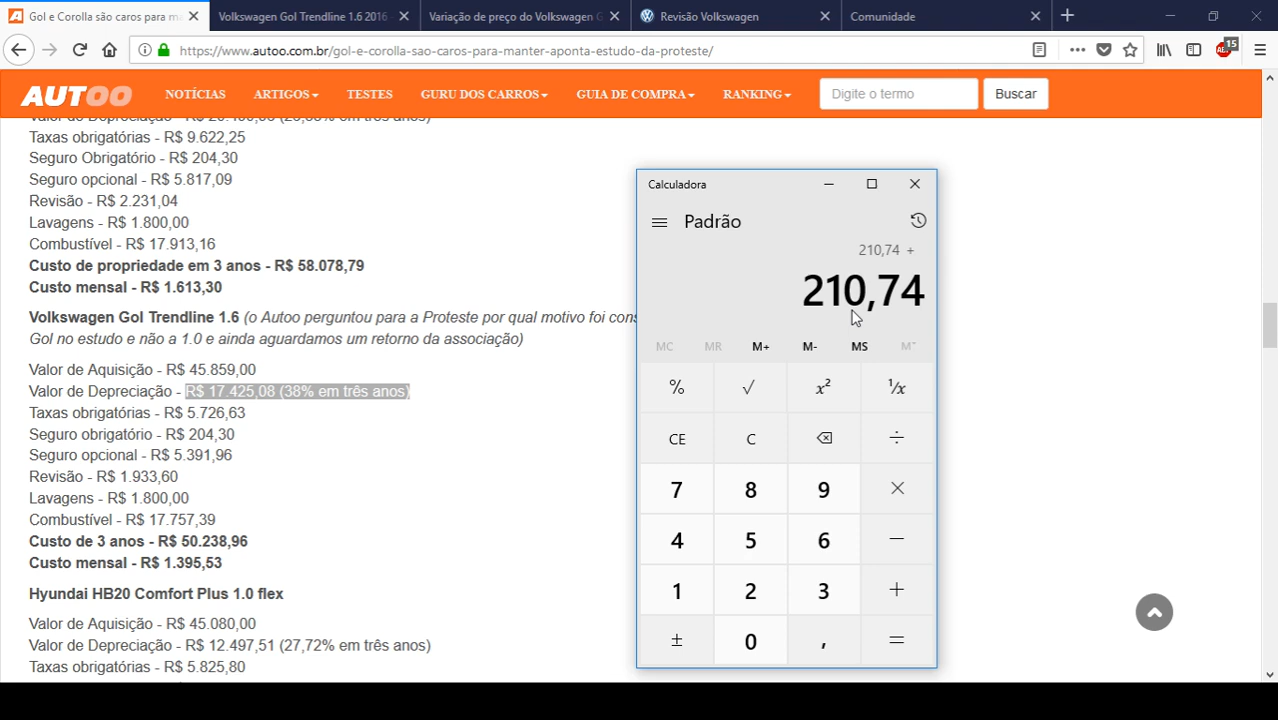 Gol e Corolla são caros para m
Volkswagen Gol Trendline 1.6 2016
Variação de preço do Volkswagen G
Revisão Volkswagen
Comunidade
https://www.autoo.com.br/gol-e-corolla-sao-caros-para-manter-aponta-estudo-da-proteste/
15
AUTOO
NOTÍCIAS
ARTIGOS
TESTES
GURU DOS CARROS
GUIA DE COMPRA
RANKING
Digite o termo
Buscar
Taxas obrigatórias - R$ 9.622,25
Seguro Obrigatório - R$ 204,30
Seguro opcional - R$ 5.817,09
Revisão - R$ 2.231,04
Lavagens - R$ 1.800,00
Combustível - R$ 17.913,16
Custo de propriedade em 3 anos - R$ 58.078,79
Custo mensal - R$ 1.613,30
Volkswagen Gol Trendline 1.6 (o Autoo perguntou para a Proteste por qual motivo foi cons
Gol no estudo e não a 1.0 e ainda aguardamos um retorno da associação)
Valor de Aquisição - R$ 45.859,00
Valor de Depreciação - R$ 17.425,08 (38% em três anos)
Taxas obrigatórias - R$ 5.726,63
Seguro obrigatório - R$ 204,30
Seguro opcional - R$ 5.391,96
Revisão - R$ 1.933,60
Lavagens - R$ 1.800,00
Combustível - R$ 17.757,39
Custo de 3 anos - R$ 50.238,96
Custo mensal - R$ 1.395,53
Hyundai HB20 Comfort Plus 1.0 flex
Valor de Aquisição - R$ 45.080,00
Valor de Depreciação - R$ 12.497,51 (27,72% em três anos)
Taxas obrigatórias - R$ 5.825,80
Calculadora
Padrão
210,74 +
210,74
MC MR M+ M- MS M˅
% √ x² ¹/x
CE C ⌫ ÷
7 8 9 ×
4 5 6 −
1 2 3 +
± 0 , =